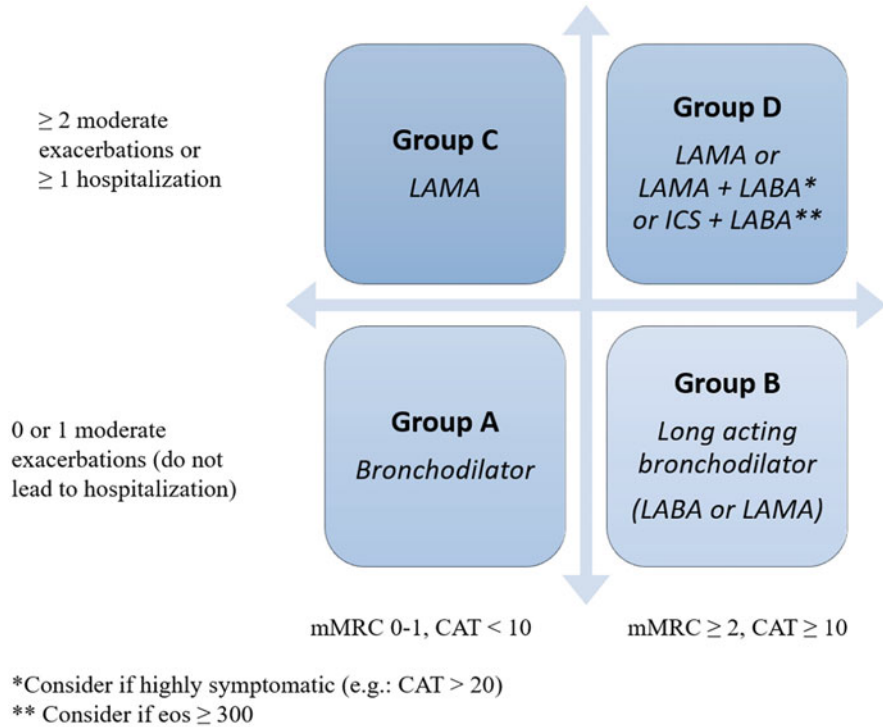 ≥ 2 moderate
exacerbations or
≥ 1 hospitalization
Group C
LAMA
Group D
LAMA or
LAMA + LABA*
or ICS + LABA**
0 or 1 moderate
exacerbations (do not
lead to hospitalization)
Group A
Bronchodilator
Group B
Long acting
bronchodilator
(LABA or LAMA)
mMRC 0-1, CAT < 10
mMRC ≥ 2, CAT ≥ 10
*Consider if highly symptomatic (e.g.: CAT > 20)
** Consider if eos ≥ 300